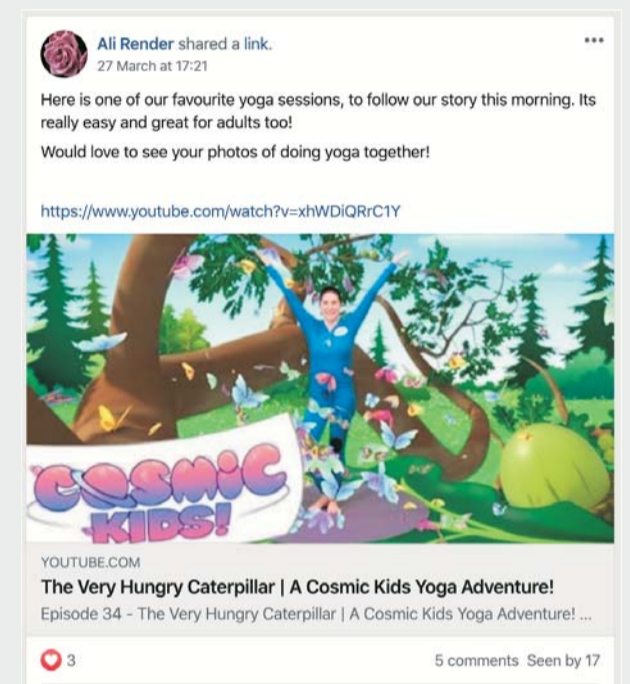 Ali Render shared a link.
27 March at 17:21
Here is one of our favourite yoga sessions, to follow our story this morning. Its
really easy and great for adults too!
Would love to see your photos of doing yoga together!
https://www.youtube.com/watch?v=xhWDiQRrC1Y
COSMIC
KIDS!
YOUTUBE.COM
The Very Hungry Caterpillar | A Cosmic Kids Yoga Adventure!
Episode 34 - The Very Hungry Caterpillar | A Cosmic Kids Yoga Adventure! ...
3 5 comments Seen by 17